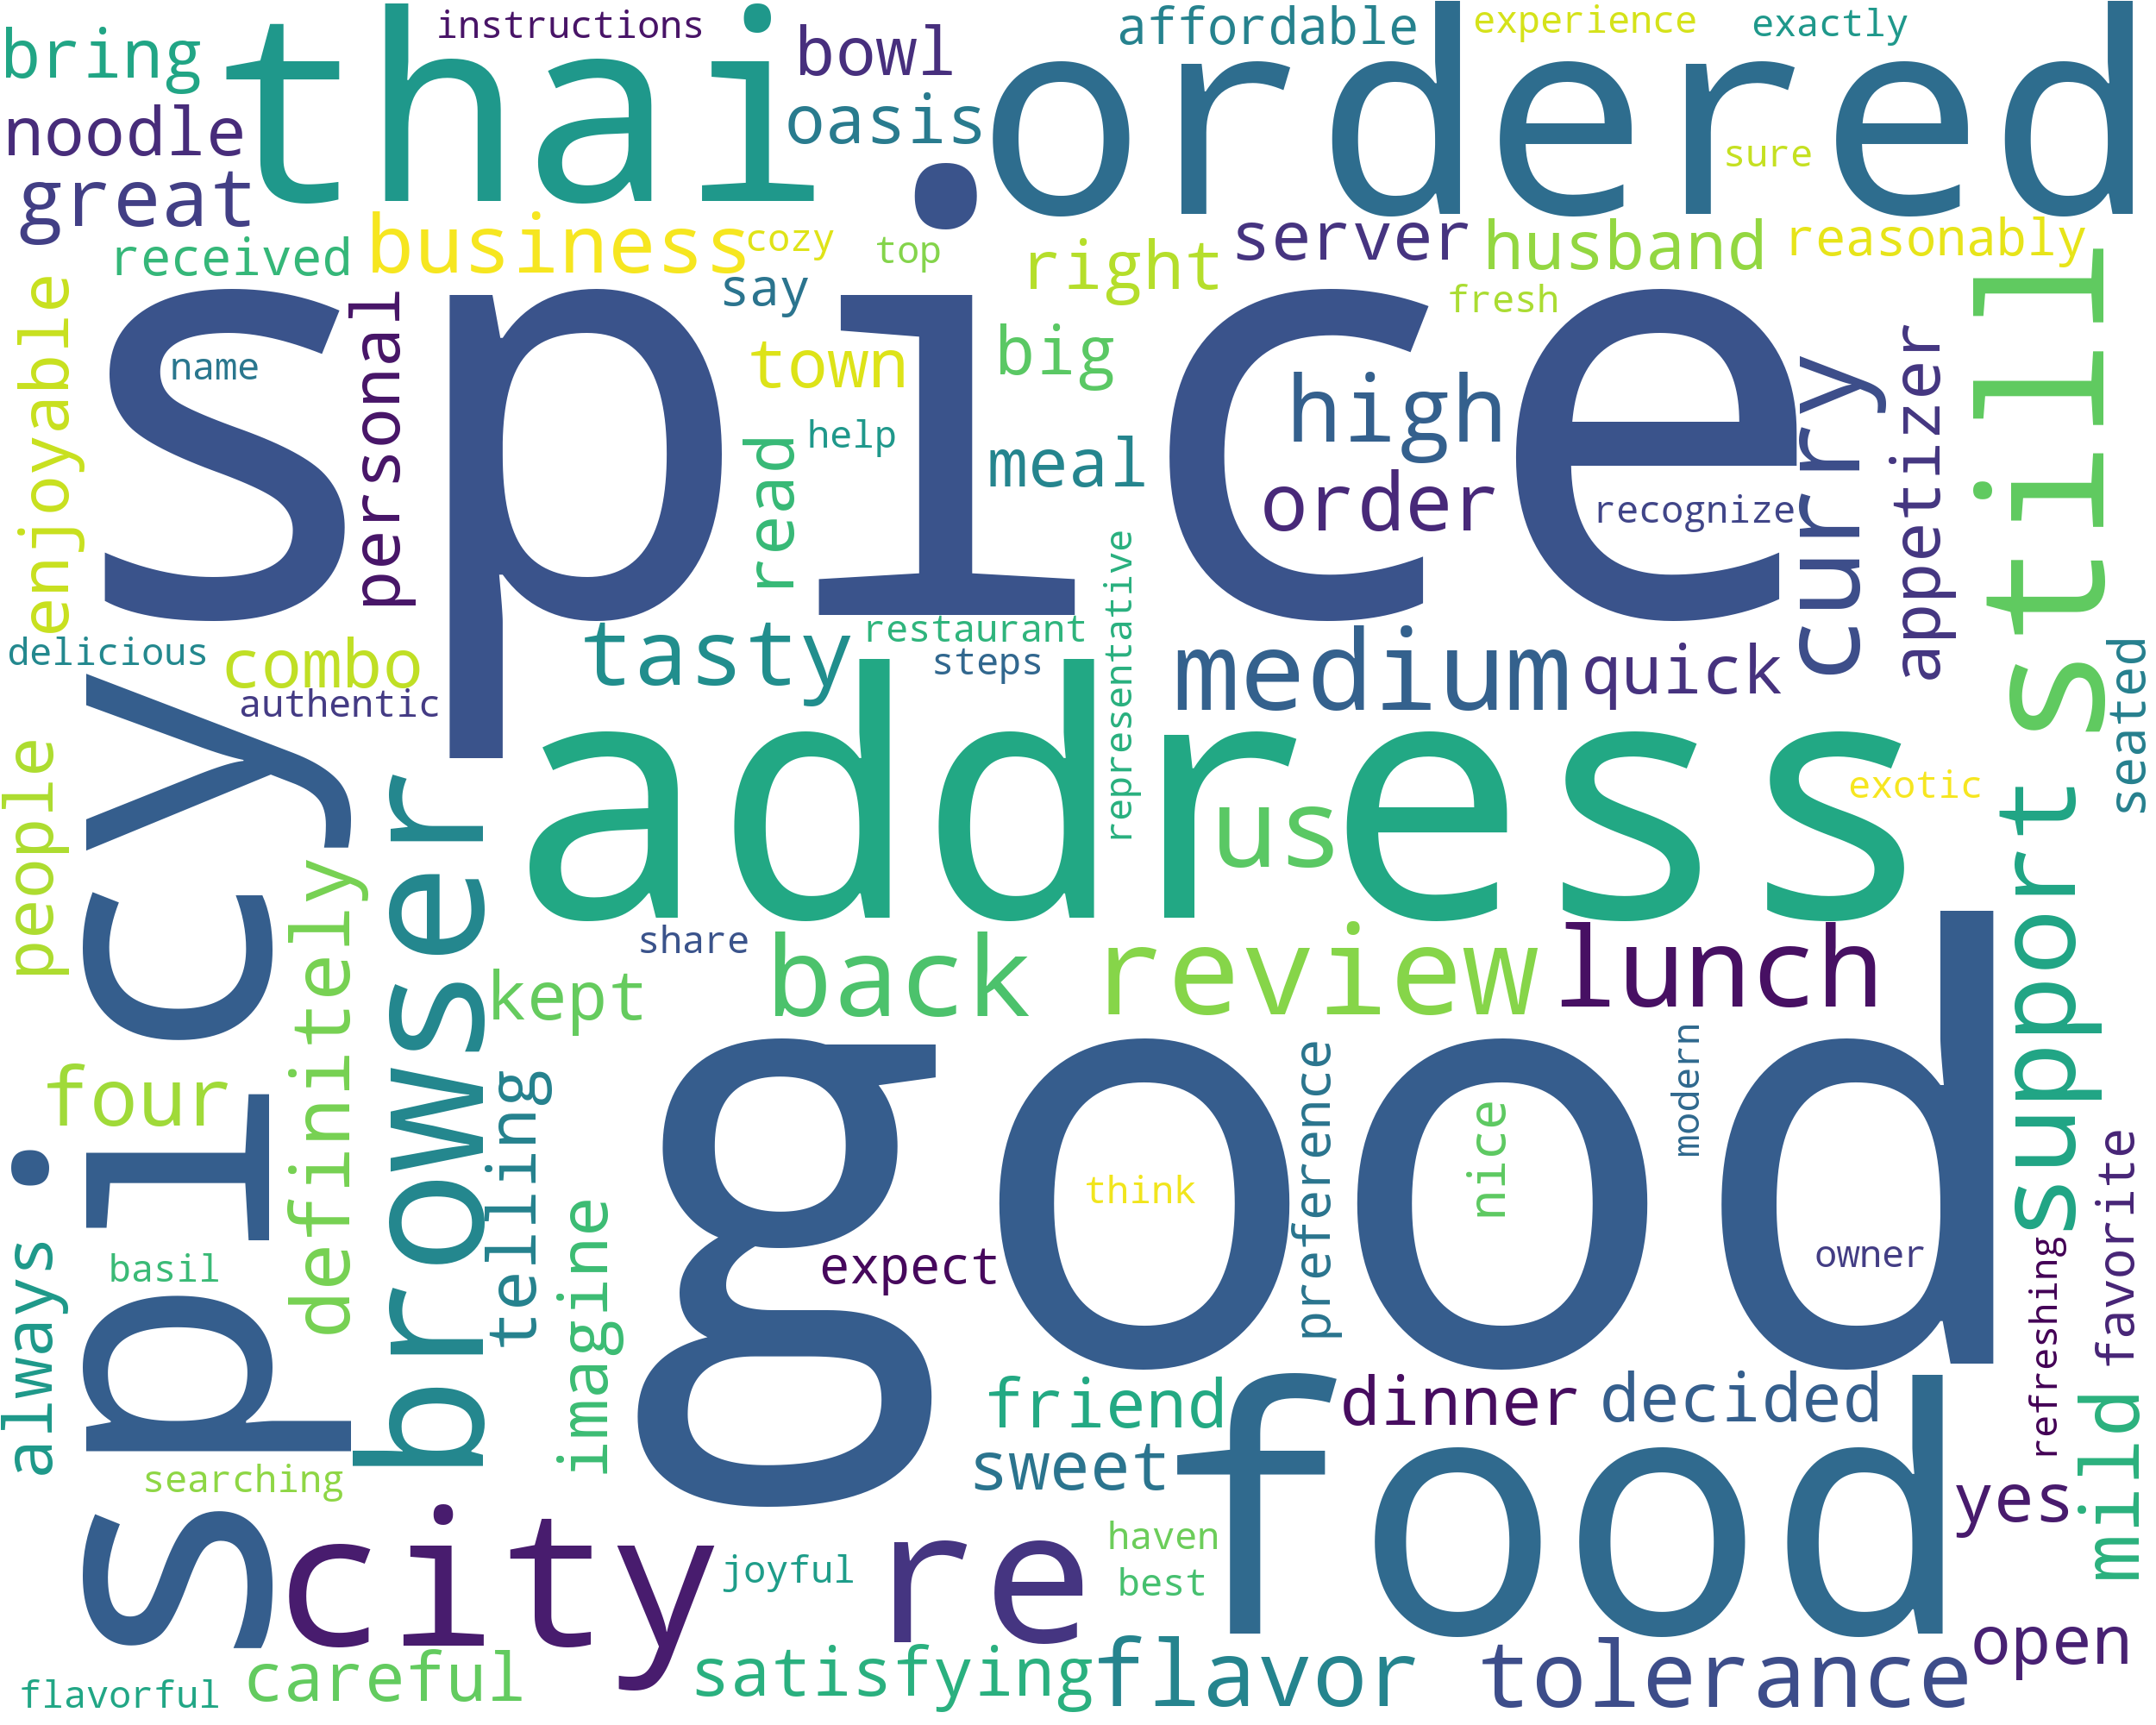 instructions
affordable
experience
exactly
bring
thai
bowl
ordered
noodle
oasis
sure
great
received
business
cozy
top
server
husband
reasonably
right
say
fresh
enjoyable
name
personal
spice
town
big
high
still
read
help
meal
order
recognize
curry
appetizer
delicious
combo
authentic
tasty
restaurant
steps
representative
medium
quick
seated
people
spicy
browser
address
us
exotic
support
definitely
share
kept
back
review
lunch
four
telling
imagine
good
think
expect
preference
nice
modern
owner
always
basil
refreshing
favorite
searching
friend
dinner
decided
sweet
food
yes
mild
city
joyful
re
haven
best
open
flavorful
careful
satisfying
flavor
tolerance